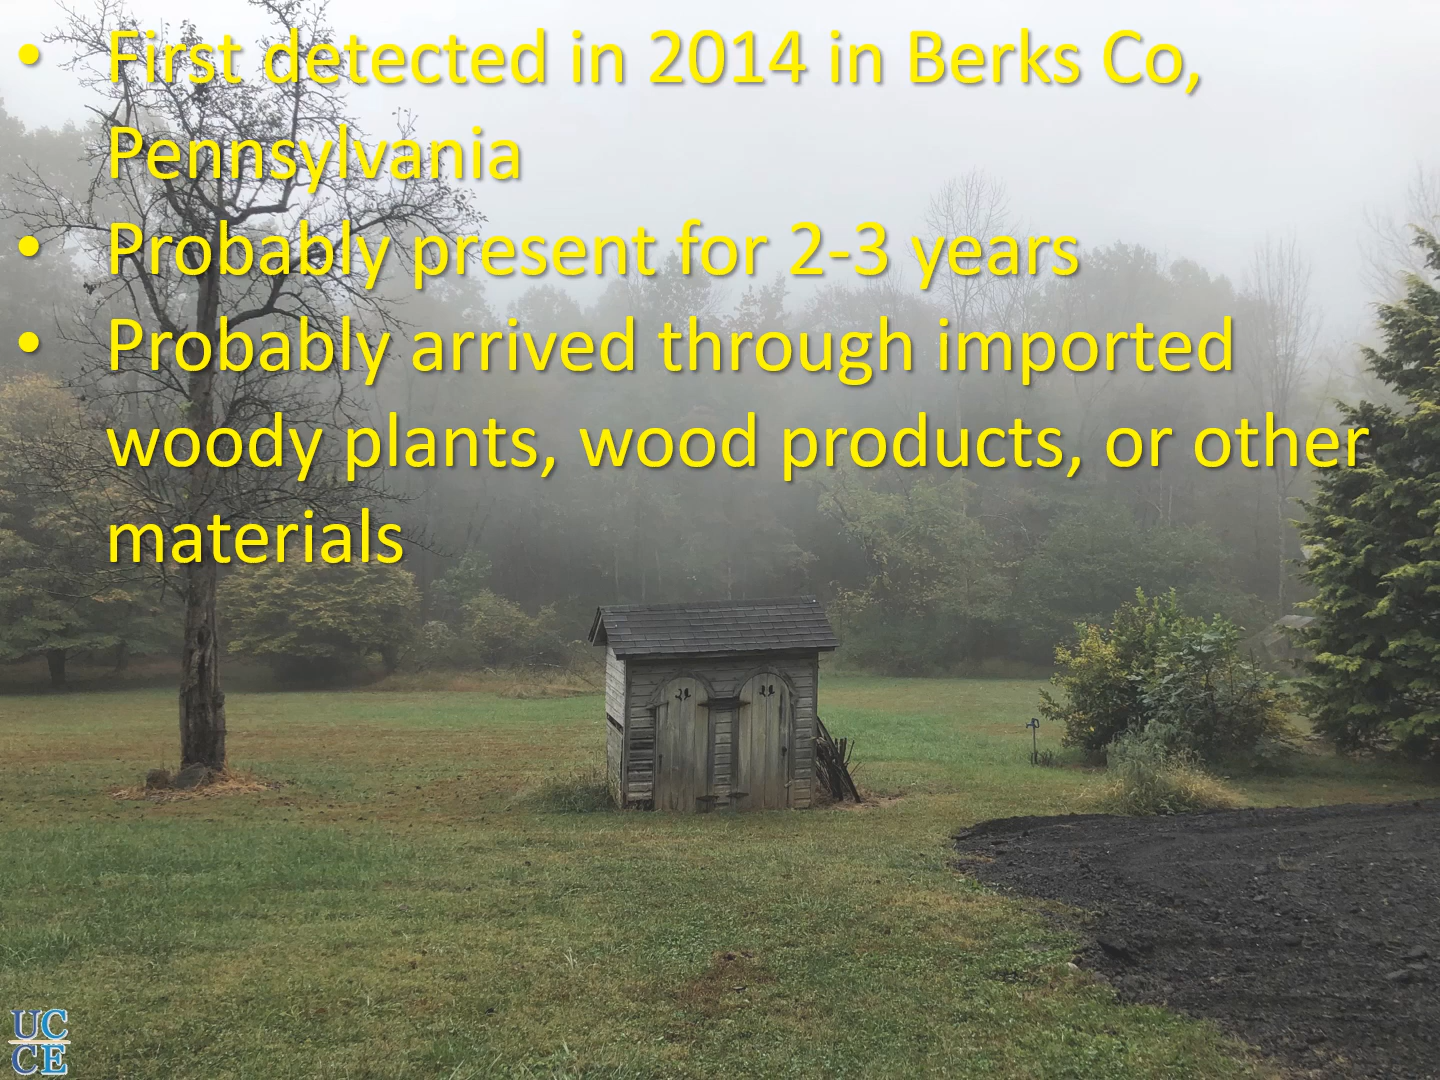 • First detected in 2014 in Berks Co,
Pennsylvania
• Probably present for 2-3 years
• Probably arrived through imported
woody plants, wood products, or other
materials
UC
CE